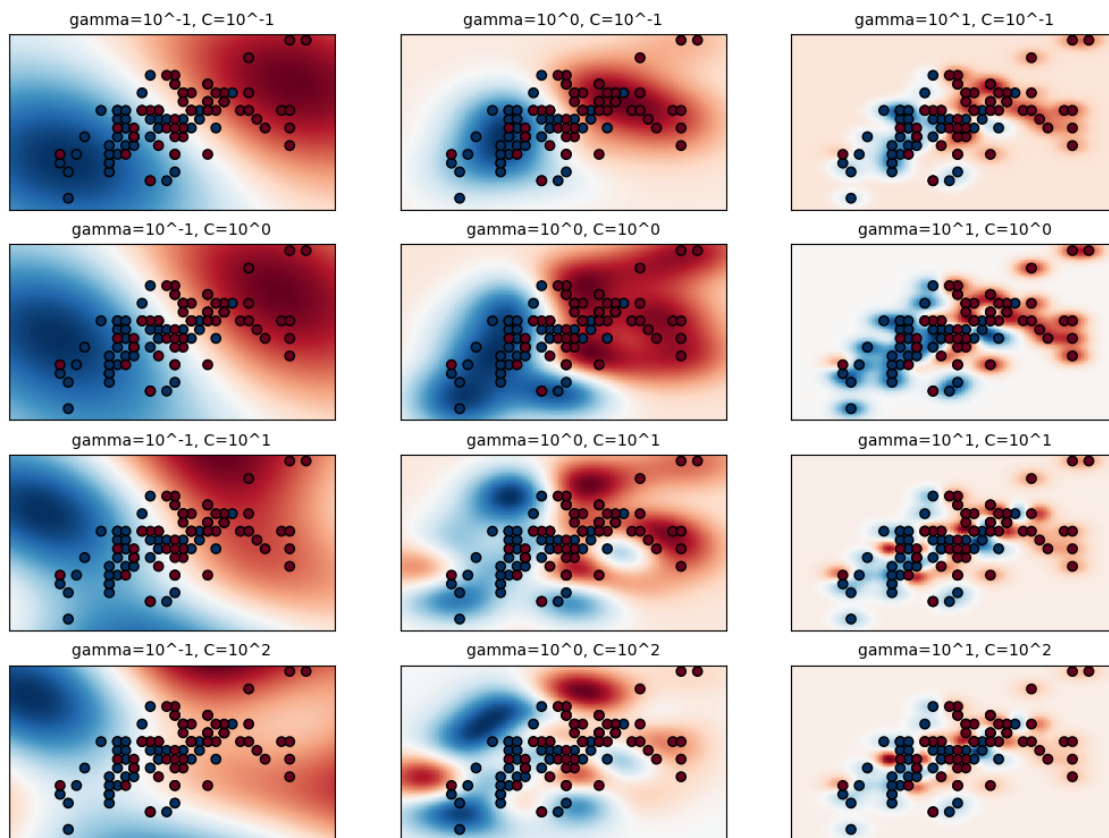 gamma=10^-1, C=10^-1
gamma=10^0, C=10^-1
gamma=10^1, C=10^-1
gamma=10^-1, C=10^0
gamma=10^0, C=10^0
gamma=10^1, C=10^0
gamma=10^-1, C=10^1
gamma=10^0, C=10^1
gamma=10^1, C=10^1
gamma=10^-1, C=10^2
gamma=10^0, C=10^2
gamma=10^1, C=10^2